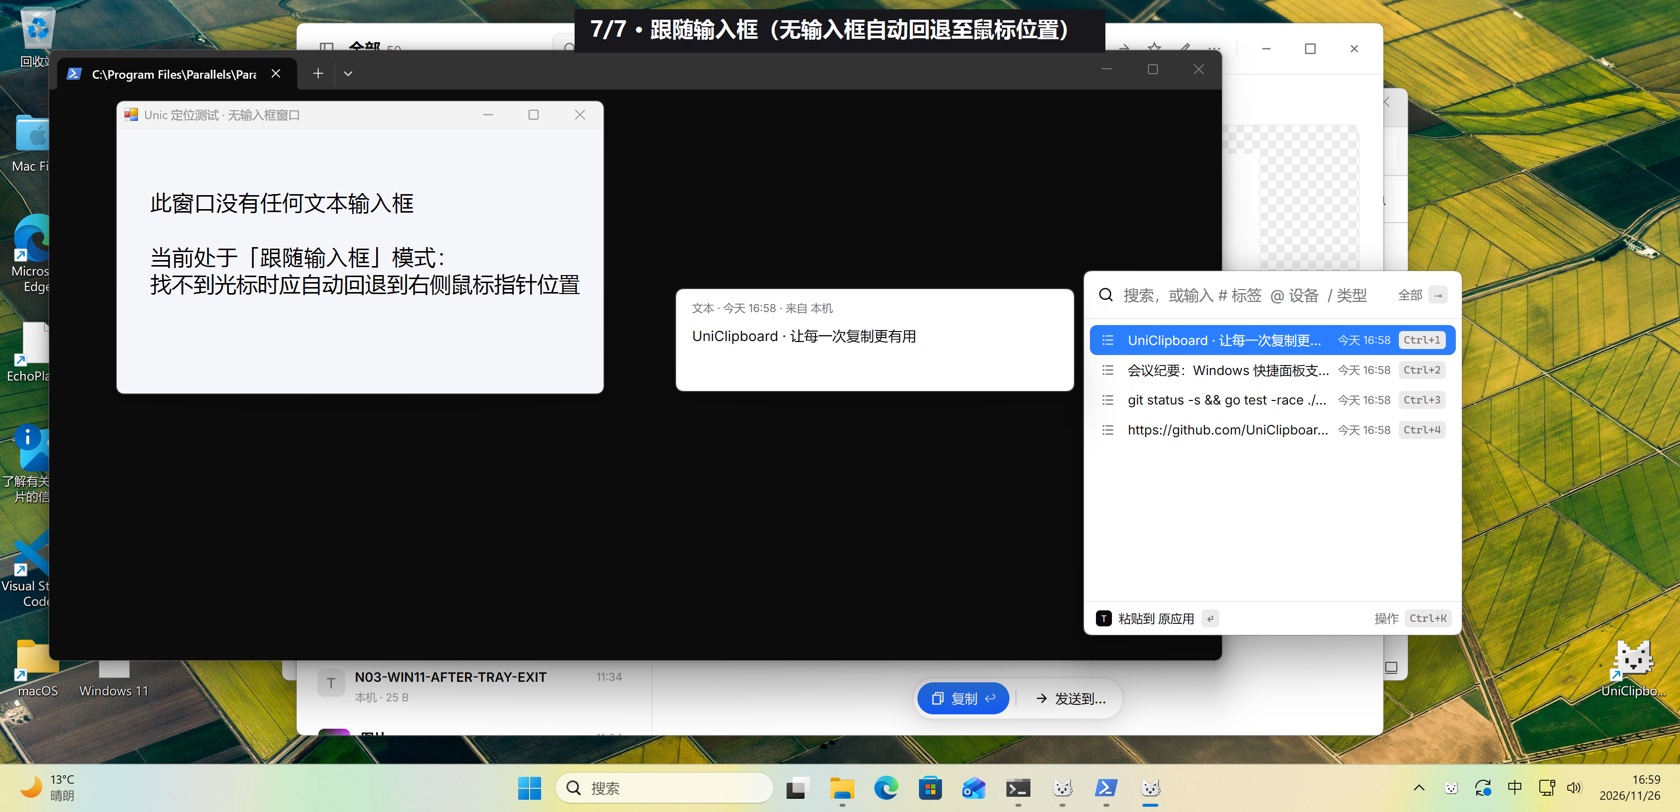 7/7 • 跟随输入框（无输入框自动回退至鼠标位置）
回收站
全部 50
C:\Program Files\Parallels\Para
Unic 定位测试 · 无输入框窗口
此窗口没有任何文本输入框
当前处于「跟随输入框」模式：
找不到光标时应自动回退到右侧鼠标指针位置
文本 · 今天 16:58 · 来自 本机
UniClipboard · 让每一次复制更有用
搜索，或输入 # 标签 @ 设备 / 类型
全部 →
UniClipboard · 让每一次复制更... 今天 16:58 Ctrl+1
会议纪要：Windows 快捷面板支... 今天 16:58 Ctrl+2
git status -s && go test -race ./... 今天 16:58 Ctrl+3
https://github.com/UniClipboar... 今天 16:58 Ctrl+4
T 粘贴到 原应用 ↵
操作 Ctrl+K
Mac Fi
Micros
Edge
EchoPla
了解有关
片的信
Visual St
Code
macOS
Windows 11
T
N03-WIN11-AFTER-TRAY-EXIT 11:34
本机 · 25 B
复制 ↩
→ 发送到...
UniClipbo...
13°C
晴朗
搜索
中
16:59
2026/11/26